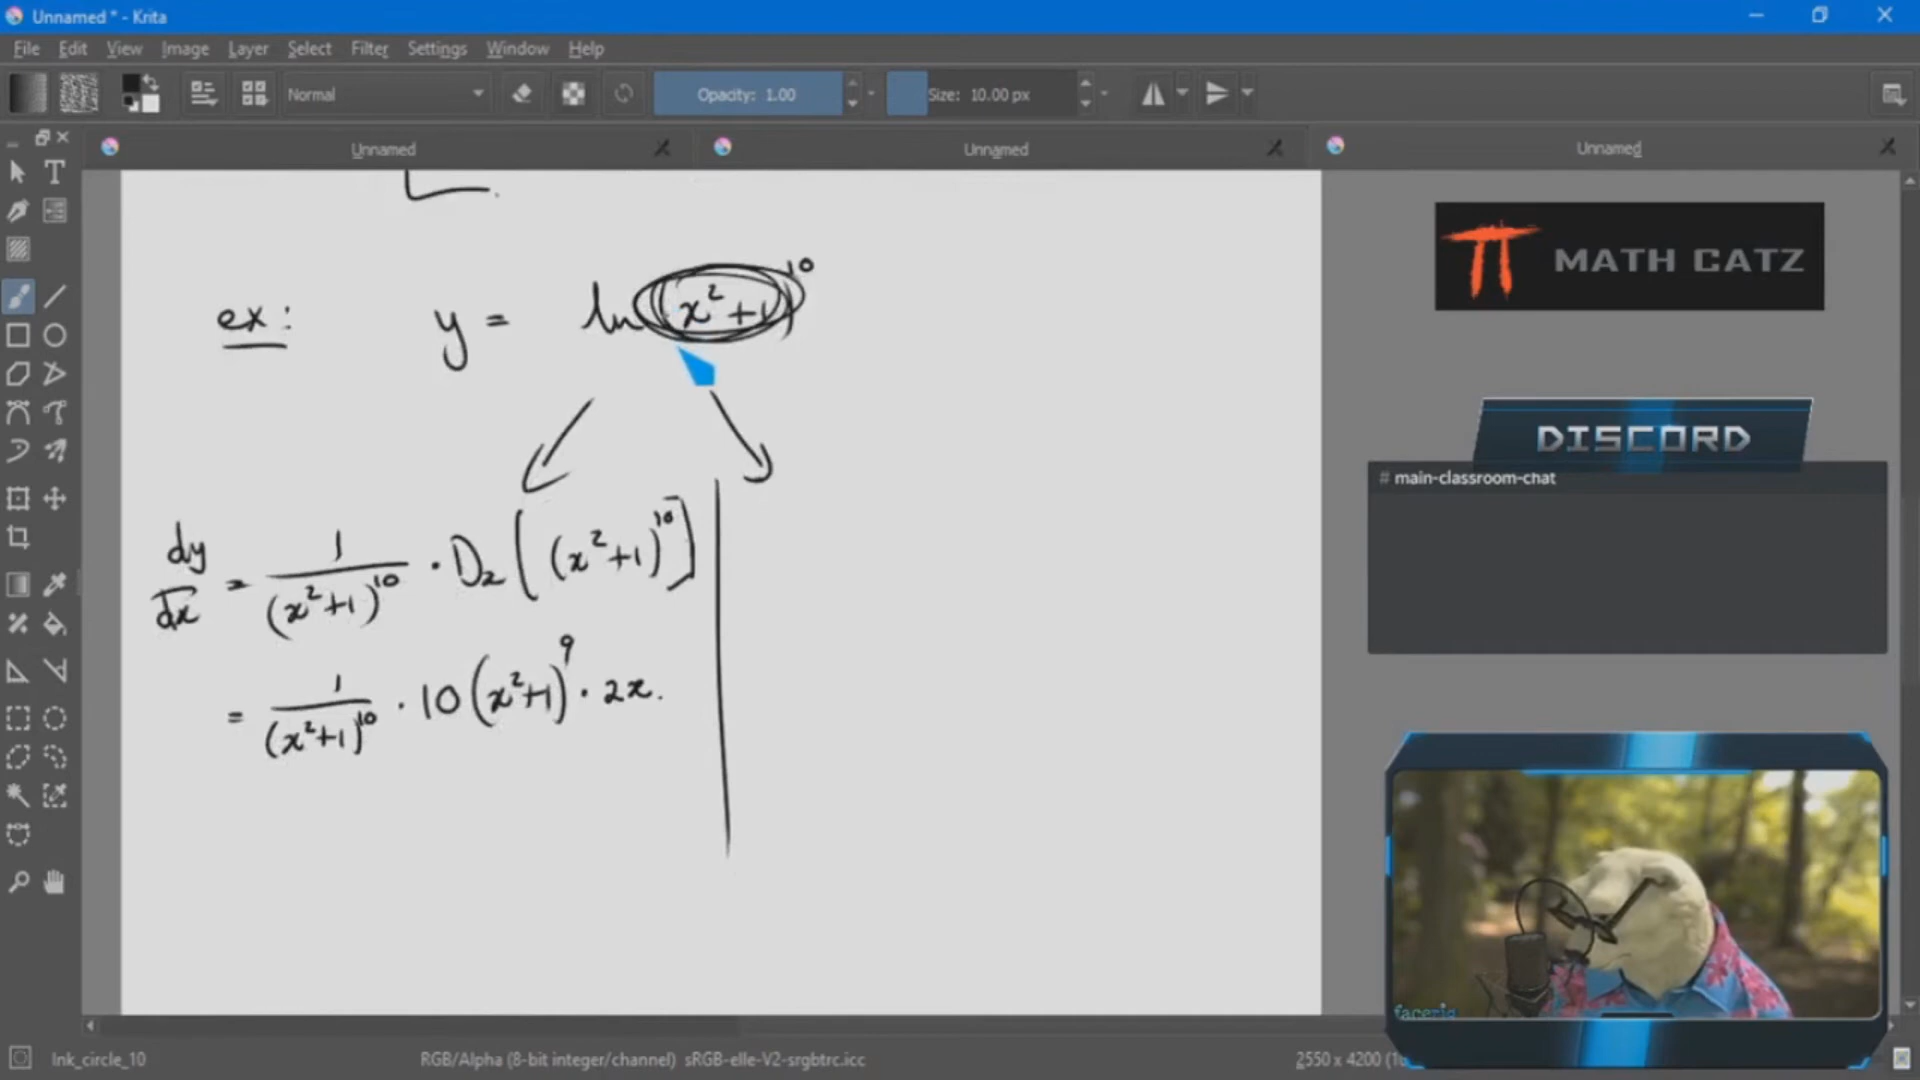 Unnamed * - Krita
File Edit View Image Layer Select Filter Settings Window Help
Normal Opacity: 1.00 Size: 10.00 px
Unnamed Unnamed Unnamed
π MATH CATZ
ex: y = ln(x²+1)¹⁰
DISCORD
# main-classroom-chat
dy/dx = 1/(x²+1)¹⁰ · Dx[(x²+1)¹⁰]
= 1/(x²+1)¹⁰ · 10(x²+1)⁹ · 2x.
facerig
Ink_circle_10 RGB/Alpha (8-bit integer/channel) sRGB-elle-V2-srgbtrc.icc 2550 x 4200